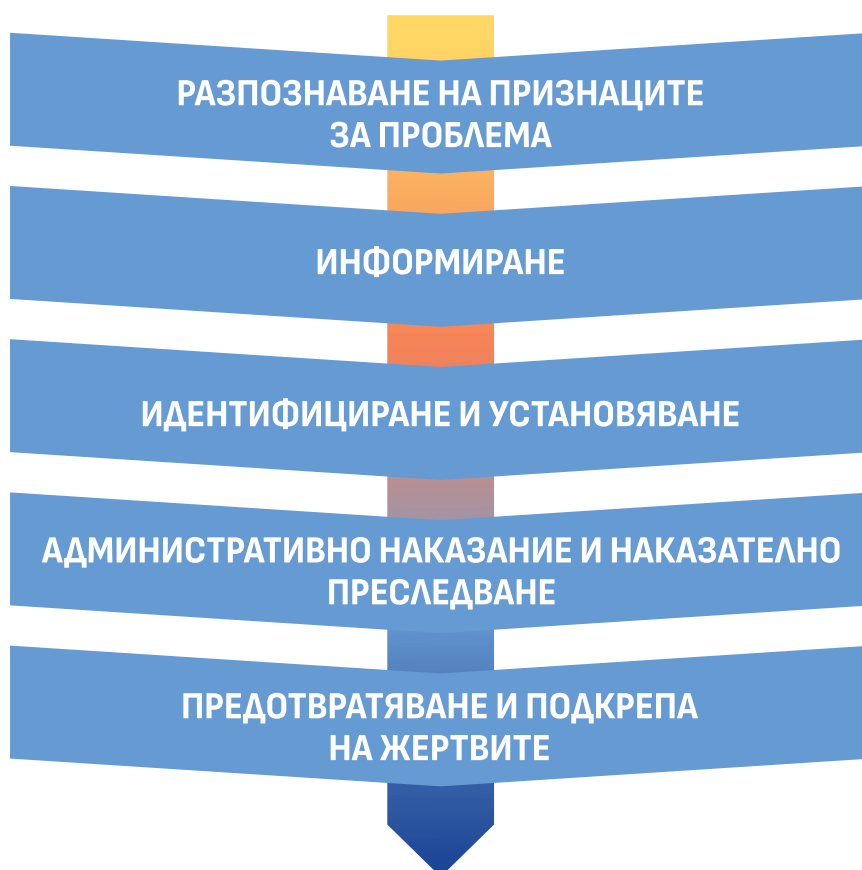 РАЗПОЗНАВАНЕ НА ПРИЗНАЦИТЕ
ЗА ПРОБЛЕМА
ИНФОРМИРАНЕ
ИДЕНТИФИЦИРАНЕ И УСТАНОВЯВАНЕ
АДМИНИСТРАТИВНО НАКАЗАНИЕ И НАКАЗАТЕЛНО
ПРЕСЛЕДВАНЕ
ПРЕДОТВРАТЯВАНЕ И ПОДКРЕПА
НА ЖЕРТВИТЕ